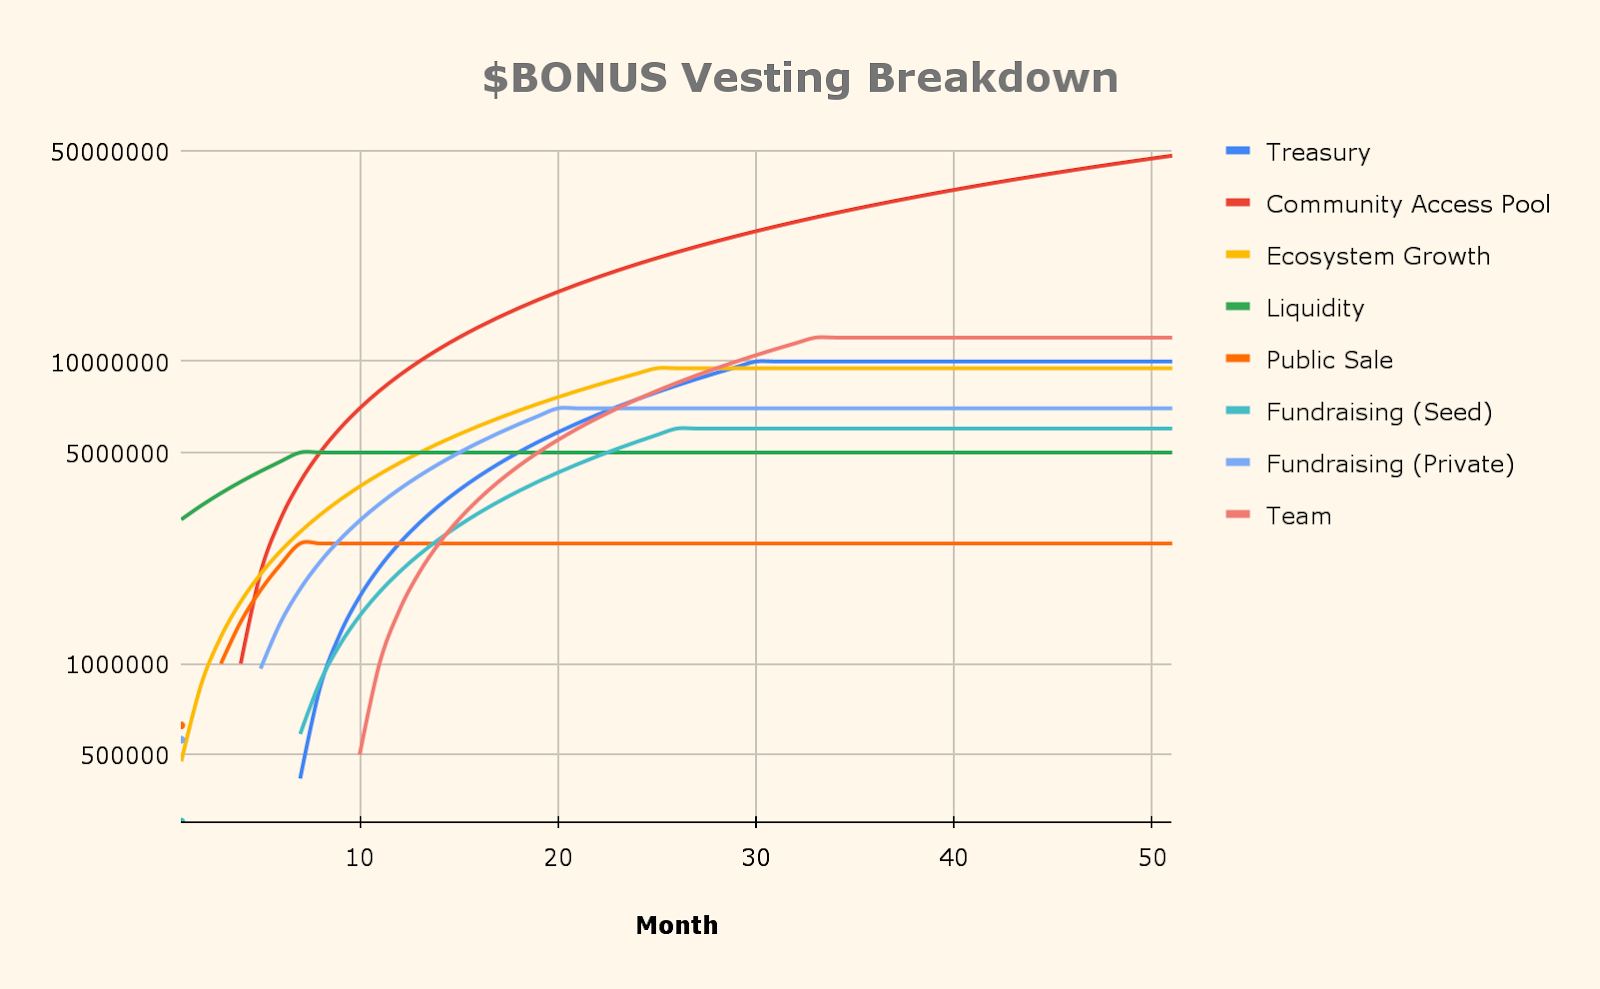 $BONUS Vesting Breakdown
50000000
10000000
5000000
1000000
500000
10 20 30 40 50
Month
Treasury
Community Access Pool
Ecosystem Growth
Liquidity
Public Sale
Fundraising (Seed)
Fundraising (Private)
Team